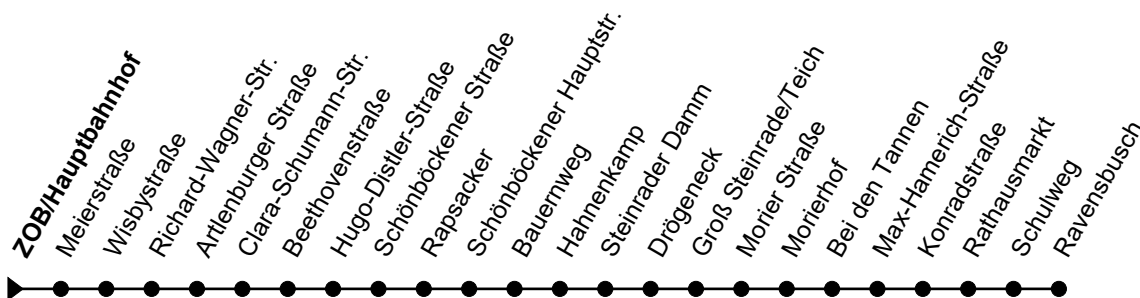 ZOB/Hauptbahnhof
Meierstraße
Wisbystraße
Richard-Wagner-Str.
Artlenburger Straße
Clara-Schumann-Str.
Beethovenstraße
Hugo-Distler-Straße
Schönböckener Straße
Rapsacker
Schönböckener Hauptstr.
Bauernweg
Hahnenkamp
Steinrader Damm
Drögeneck
Groß Steinrade/Teich
Morier Straße
Morierhof
Bei den Tannen
Max-Hamerich-Straße
Konradstraße
Rathausmarkt
Schulweg
Ravensbusch